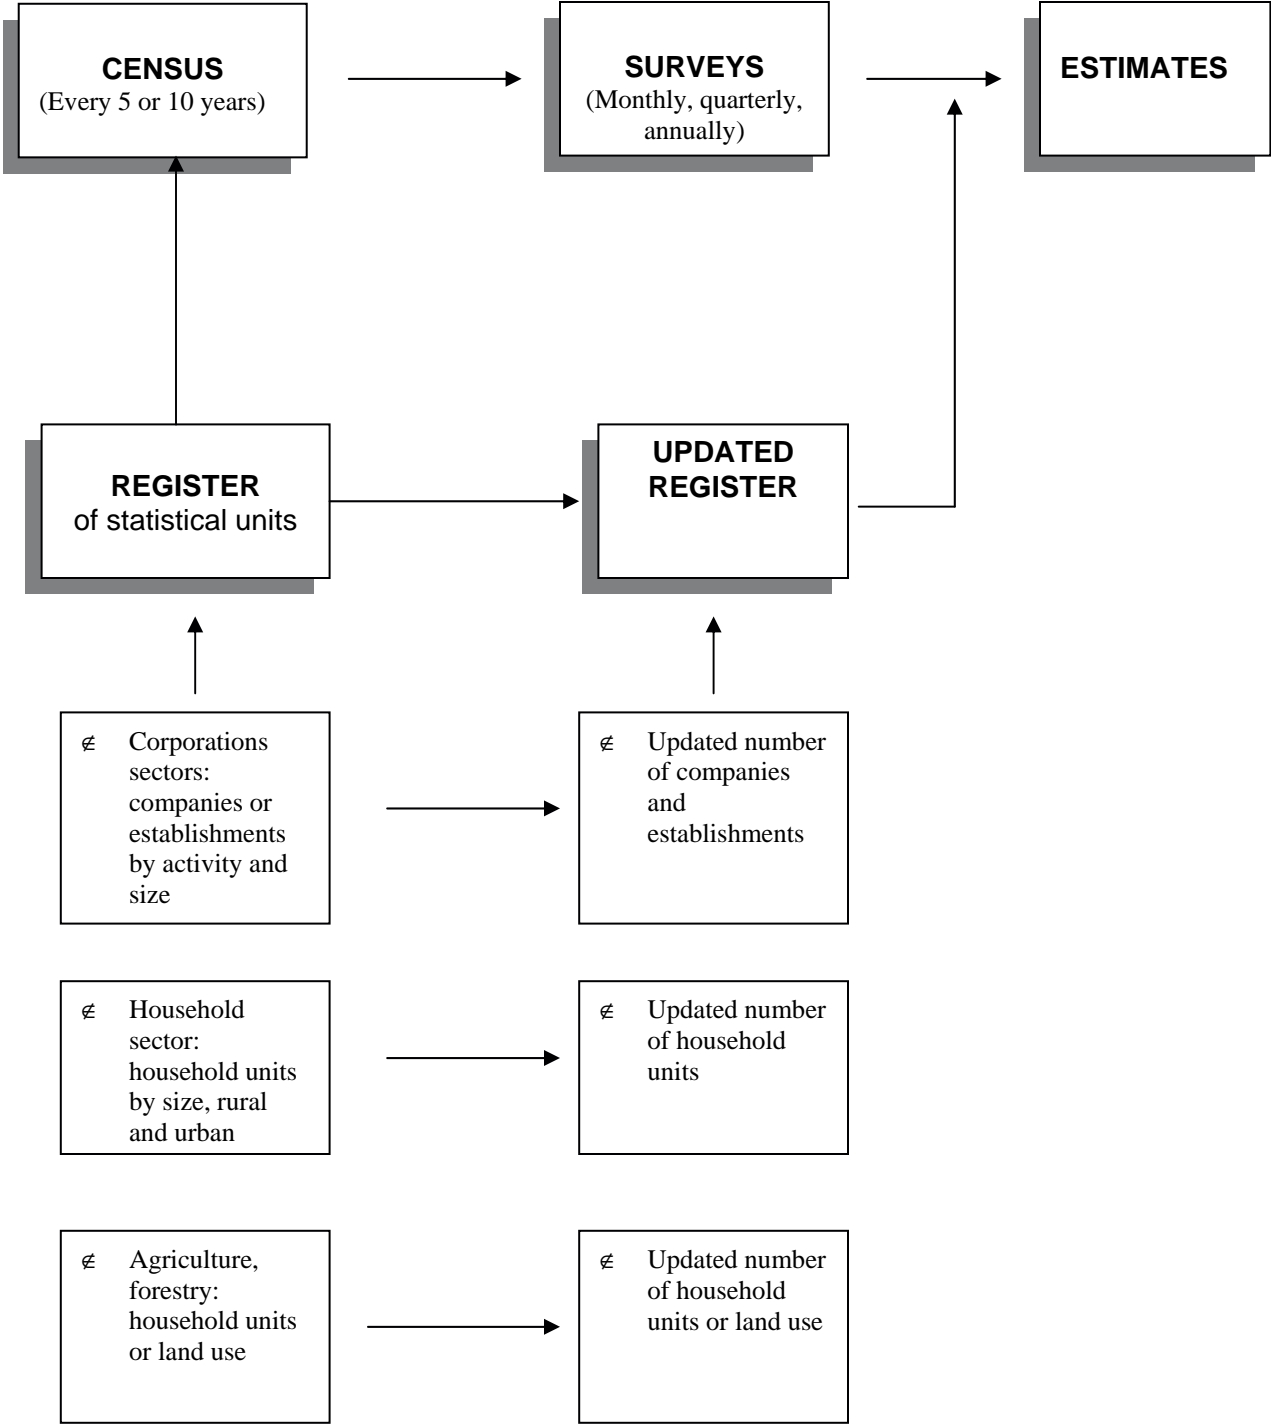 CENSUS
(Every 5 or 10 years)
SURVEYS
(Monthly, quarterly,
annually)
ESTIMATES
REGISTER
of statistical units
UPDATED
REGISTER
∉ Corporations
sectors:
companies or
establishments
by activity and
size
∉ Updated number
of companies
and
establishments
∉ Household
sector:
household units
by size, rural
and urban
∉ Updated number
of household
units
∉ Agriculture,
forestry:
household units
or land use
∉ Updated number
of household
units or land use